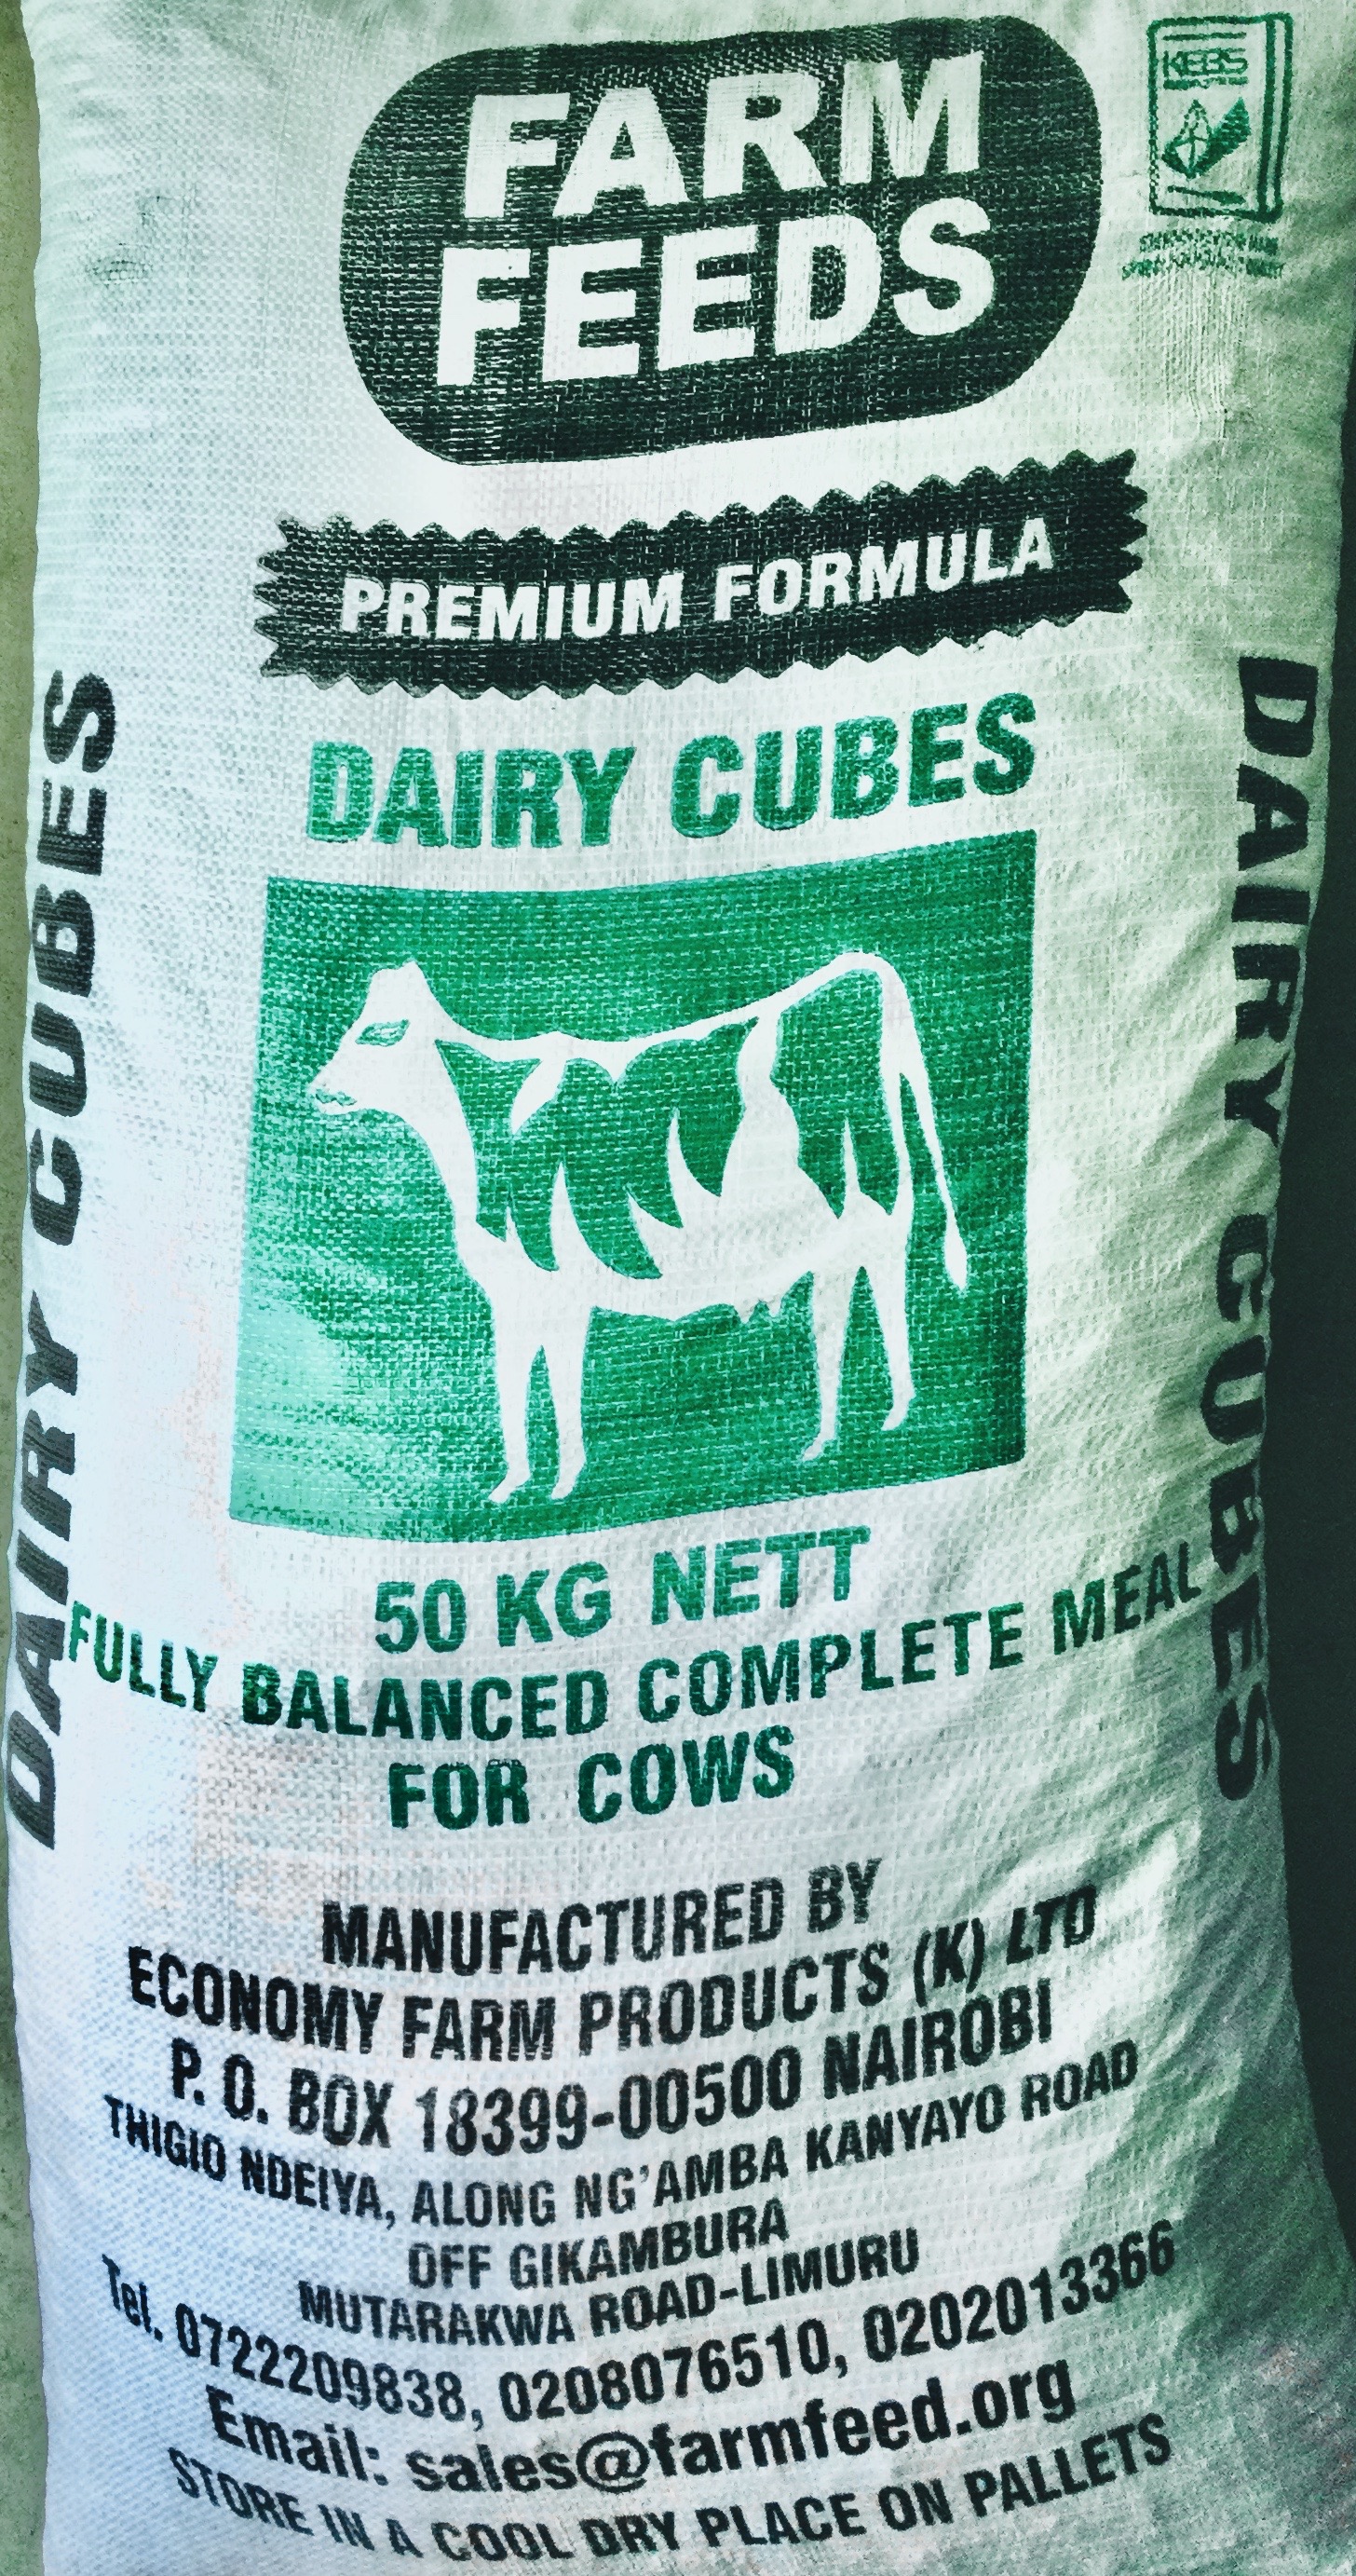 FARM
FEEDS
KEBS
PREMIUM FORMULA
DAIRY CUBES
DAIRY CUBES
DAIRY CUBES
50 KG NETT
FULLY BALANCED COMPLETE MEAL
FOR COWS
MANUFACTURED BY
ECONOMY FARM PRODUCTS (K) LTD
P. O. BOX 18399-00500 NAIROBI
THIGIO NDEIYA, ALONG NG'AMBA KANYAYO ROAD
OFF GIKAMBURA
MUTARAKWA ROAD-LIMURU
Tel. 0722209838, 0208076510, 0202013366
Email: sales@farmfeed.org
STORE IN A COOL DRY PLACE ON PALLETS